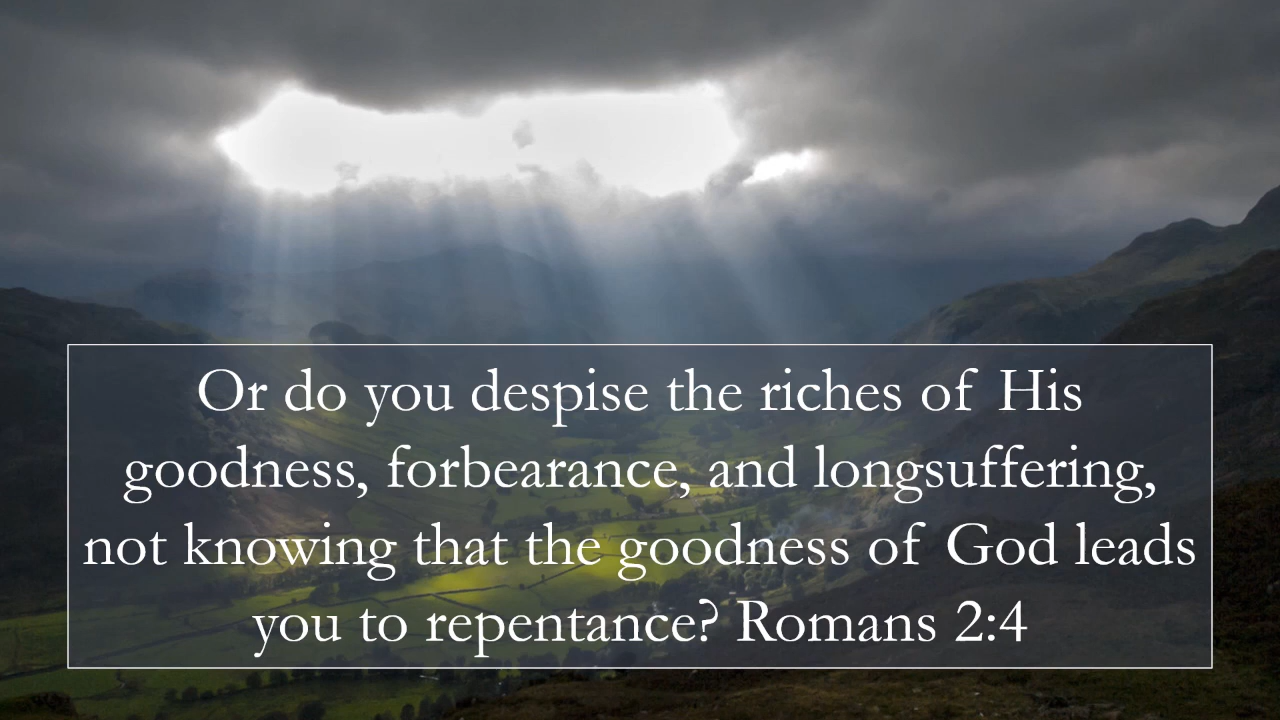 Or do you despise the riches of His
goodness, forbearance, and longsuffering,
not knowing that the goodness of God leads
you to repentance? Romans 2:4